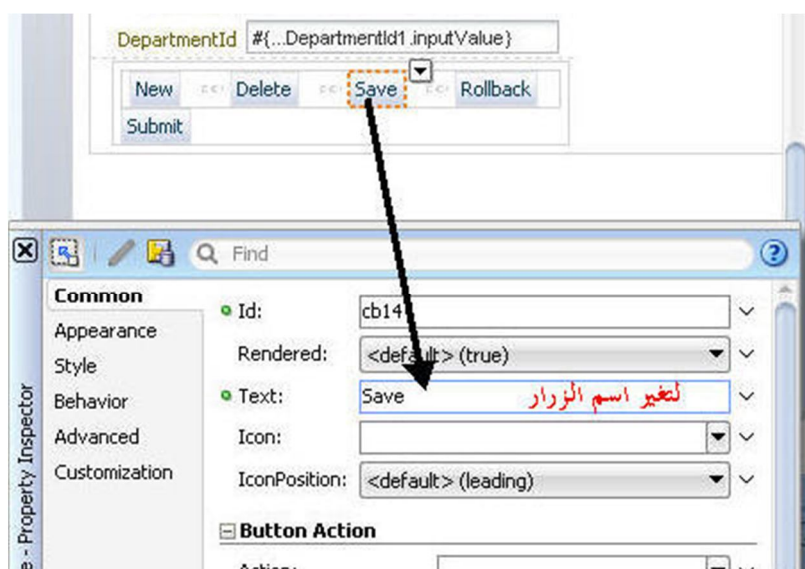 DepartmentId #{...DepartmentId1.inputValue}
New Delete Save Rollback
Submit
Find
Common
Appearance
Style
Behavior
Advanced
Customization
Id: cb14
Rendered: <default> (true)
Text: Save لتغير اسم الزرار
Icon:
IconPosition: <default> (leading)
Button Action
e - Property Inspector